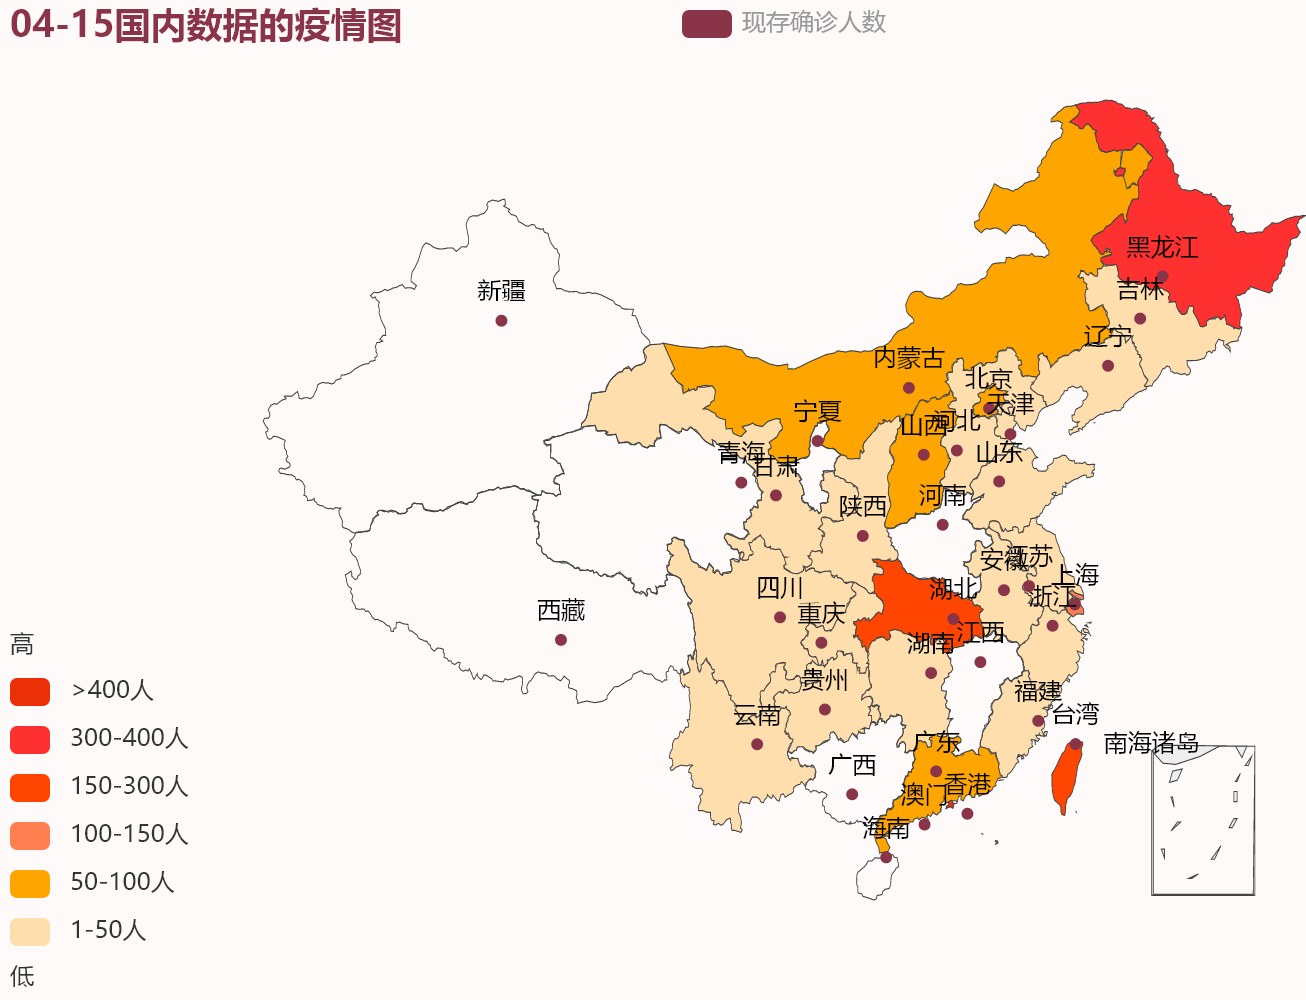 04-15国内数据的疫情图
现存确诊人数
黑龙江
吉林
新疆
辽宁
内蒙古
北京
天津
宁夏
河北
山西
青海
甘肃
山东
河南
陕西
安徽
江苏
上海
四川
湖北
浙江
西藏
重庆
江西
湖南
贵州
福建
云南
台湾
广东
南海诸岛
广西
香港
澳门
海南
高
>400人
300-400人
150-300人
100-150人
50-100人
1-50人
低